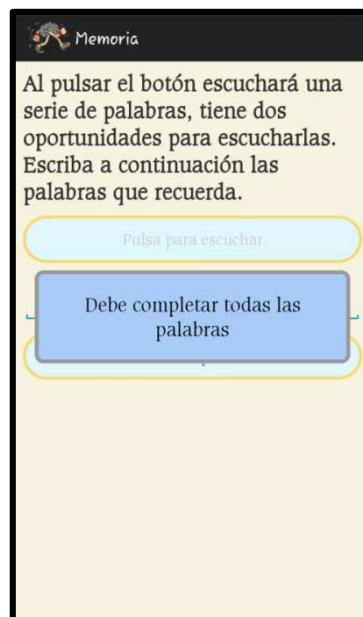 Memoria
Al pulsar el botón escuchará una
serie de palabras, tiene dos
oportunidades para escucharlas.
Escriba a continuación las
palabras que recuerda.
Pulsa para escuchar
Debe completar todas las
palabras